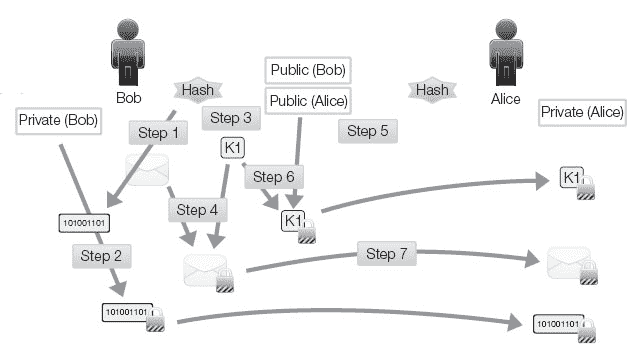 Public (Bob)
Bob
Hash
Hash
Alice
Public (Alice)
Private (Bob)
Step 3
Private (Alice)
Step 1
Step 5
K1
Step 6
K1
Step 4
K1
101001101
Step 2
Step 7
101001101
101001101